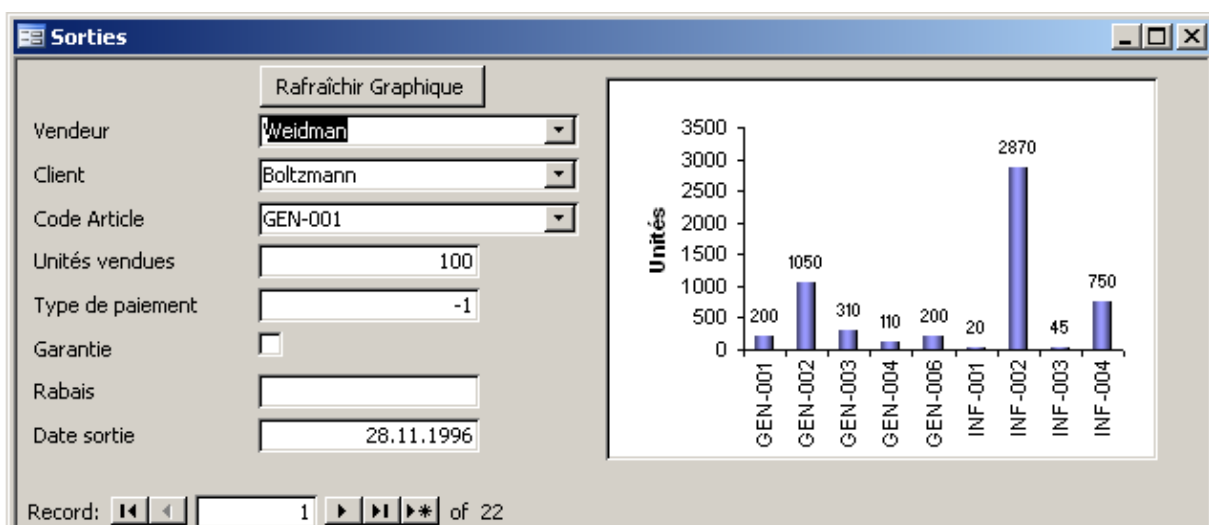 Sorties
Rafraîchir Graphique
Vendeur Weidman
Client Boltzmann
Code Article GEN-001
Unités vendues 100
Type de paiement -1
Garantie
Rabais
Date sortie 28.11.1996
Record: 1 of 22
Unités
3500
3000
2500
2000
1500
1000
500
0
200
1050
310
110
200
20
2870
45
750
GEN-001
GEN-002
GEN-003
GEN-004
GEN-006
INF-001
INF-002
INF-003
INF-004